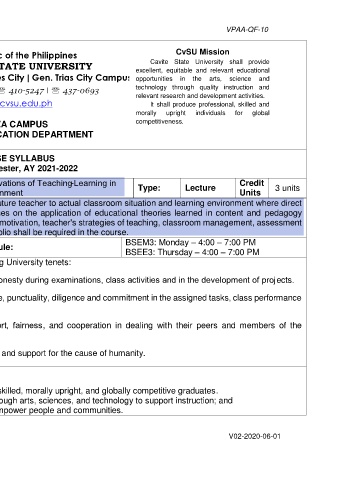 VPAA-QF-10
c of the Philippines
STATE UNIVERSITY
es City | Gen. Trias City Campus
☏ 410-5247 | ☏ 437-0693
cvsu.edu.ph
CvSU Mission
Cavite State University shall provide
excellent, equitable and relevant educational
opportunities in the arts, science and
technology through quality instruction and
relevant research and development activities.
It shall produce professional, skilled and
morally upright individuals for global
competitiveness.
A CAMPUS
CATION DEPARTMENT
SE SYLLABUS
ester, AY 2021-2022
vations of Teaching-Learning in
nment
Type:
Lecture
Credit
Units
3 units
uture teacher to actual classroom situation and learning environment where direct
es on the application of educational theories learned in content and pedagogy
motivation, teacher's strategies of teaching, classroom management, assessment
olio shall be required in the course.
ule:
BSEM3: Monday – 4:00 – 7:00 PM
BSEE3: Thursday – 4:00 – 7:00 PM
ng University tenets:
onesty during examinations, class activities and in the development of projects.
e, punctuality, diligence and commitment in the assigned tasks, class performance
ort, fairness, and cooperation in dealing with their peers and members of the
and support for the cause of humanity.
skilled, morally upright, and globally competitive graduates.
ough arts, sciences, and technology to support instruction; and
mpower people and communities.
V02-2020-06-01